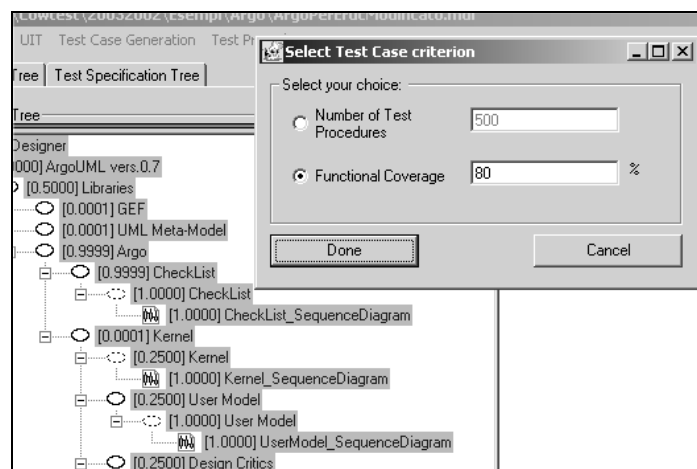 \Cowtest\20032002\Esempi\Argo\ArgoPerEfucModificato.mdl
UIT Test Case Generation
Select Test Case criterion
Tree Test Specification Tree
Select your choice:
Number of Test
Procedures
500
Functional Coverage
80
%
Done
Cancel
Tree
Designer
0000] ArgoUML vers.0.7
[0.5000] Libraries
[0.0001] GEF
[0.0001] UML Meta-Model
[0.9999] Argo
[0.9999] CheckList
[1.0000] CheckList
[1.0000] CheckList_SequenceDiagram
[0.0001] Kernel
[0.2500] Kernel
[1.0000] Kernel_SequenceDiagram
[0.2500] User Model
[1.0000] User Model
[1.0000] UserModel_SequenceDiagram
[0.2500] Design Critics